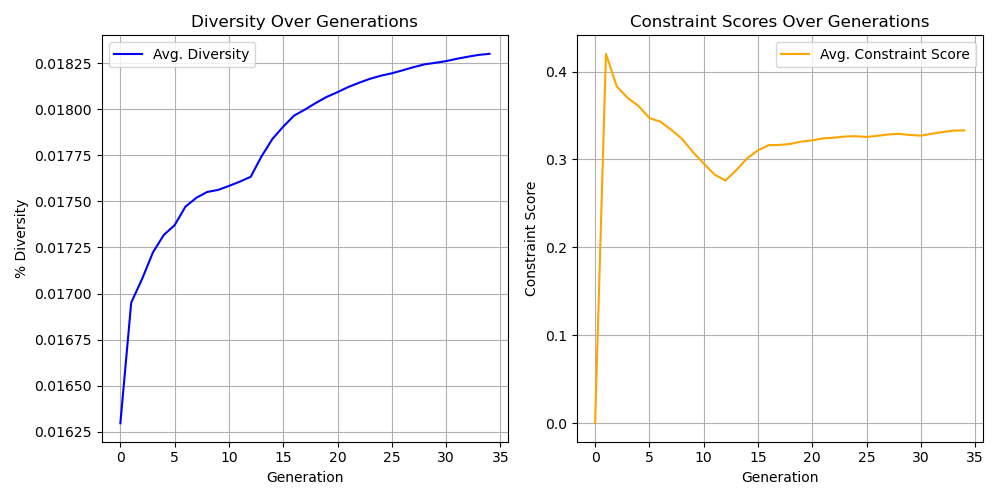 Diversity Over Generations
Avg. Diversity
0.01825
0.01800
0.01775
0.01750
0.01725
0.01700
0.01675
0.01650
0.01625
% Diversity
0 5 10 15 20 25 30 35
Generation
Constraint Scores Over Generations
Avg. Constraint Score
0.4
0.3
0.2
0.1
0.0
Constraint Score
0 5 10 15 20 25 30 35
Generation